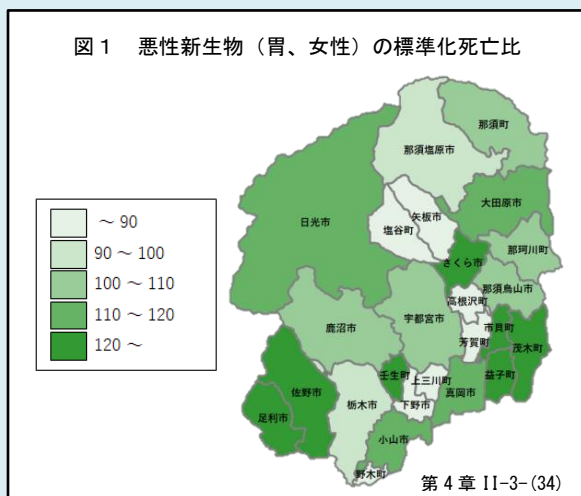 図1 悪性新生物（胃、女性）の標準化死亡比
～ 90
90 ～ 100
100 ～ 110
110 ～ 120
120 ～
那須町
那須塩原市
大田原市
日光市
矢板市
塩谷町
那珂川町
さくら市
那須烏山市
高根沢町
宇都宮市
鹿沼市
市貝町
芳賀町
茂木町
壬生町
上三川町
益子町
佐野市
真岡市
栃木市
下野市
足利市
小山市
野木町
第4章 II-3-(34)